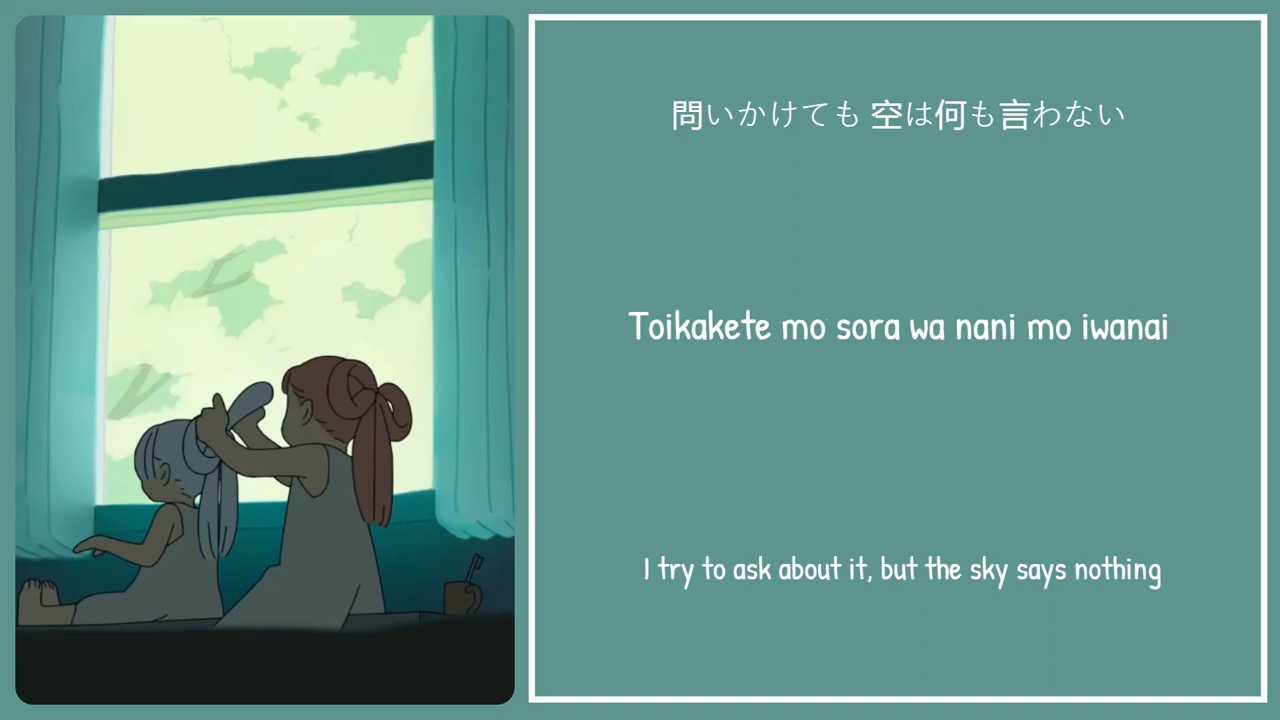 問いかけても 空は何も言わない
Toikakete mo sora wa nani mo iwanai
I try to ask about it, but the sky says nothing